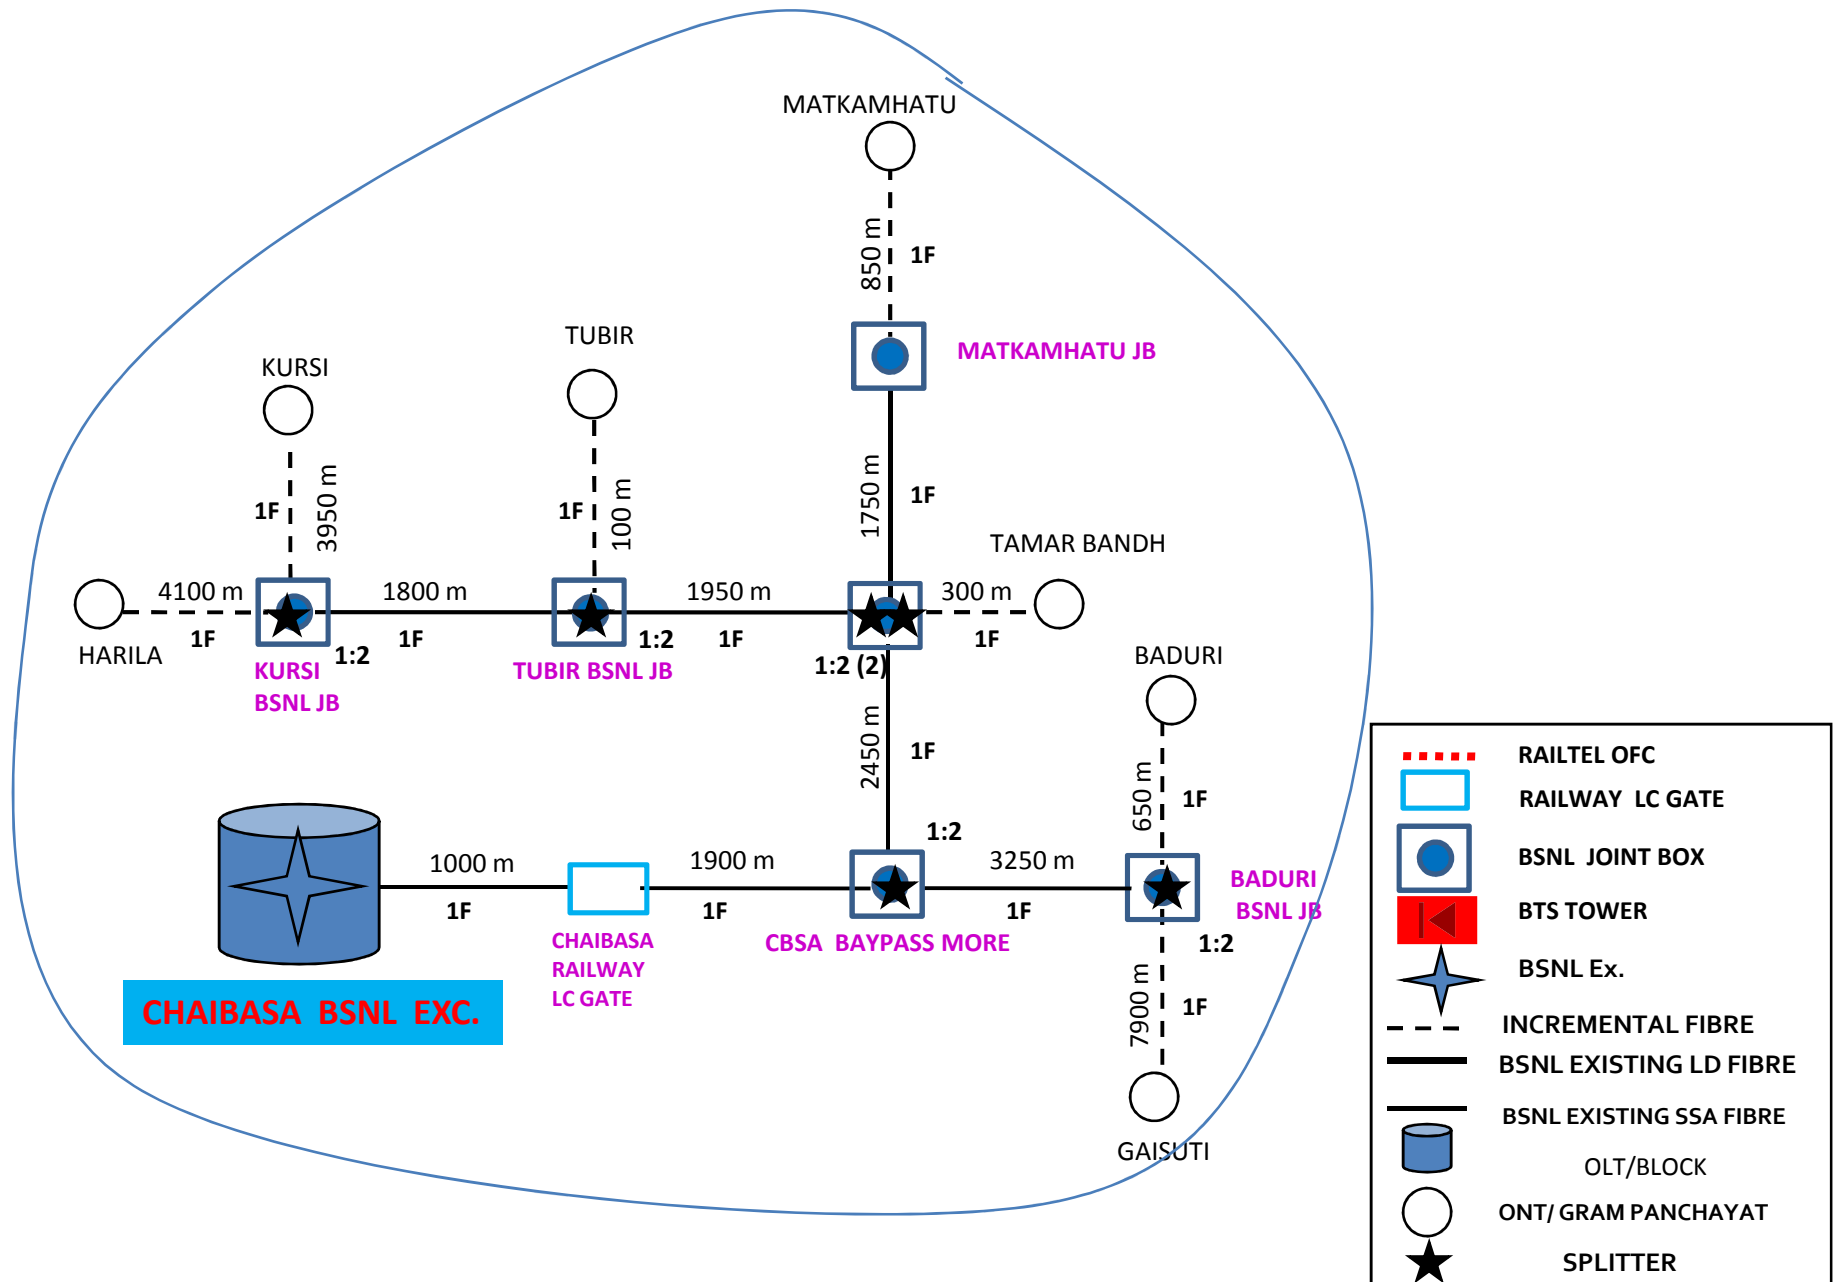 MATKAMHATU
850 m
1F
TUBIR
MATKAMHATU JB
KURSI
1F
3950 m
1F
100 m
1750 m
1F
TAMAR BANDH
4100 m
1800 m
1950 m
300 m
1F
1F
1F
1F
HARILA
1:2
1:2
1:2 (2)
KURSI
BSNL JB
TUBIR BSNL JB
BADURI
2450 m
1F
650 m
1F
1:2
1000 m
1900 m
3250 m
1F
1F
1F
BADURI
BSNL JB
1:2
CHAIBASA
RAILWAY
LC GATE
CBSA BAYPASS MORE
7900 m
1F
CHAIBASA BSNL EXC.
GAISUTI
RAILTEL OFC
RAILWAY LC GATE
BSNL JOINT BOX
BTS TOWER
BSNL Ex.
INCREMENTAL FIBRE
BSNL EXISTING LD FIBRE
BSNL EXISTING SSA FIBRE
OLT/BLOCK
ONT/ GRAM PANCHAYAT
SPLITTER